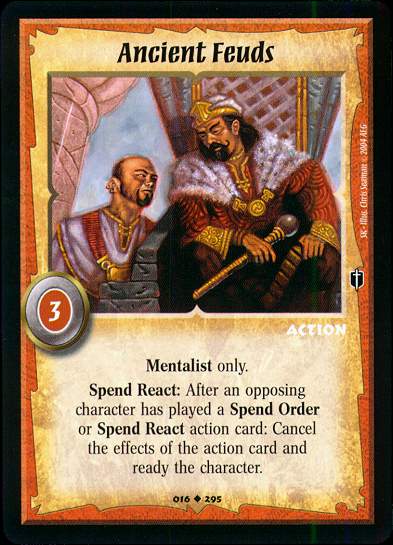 Ancient Feuds
SK • Illus. Chris Seaman © 2004 AEG
3
ACTION
Mentalist only.
Spend React: After an opposing
character has played a Spend Order
or Spend React action card: Cancel
the effects of the action card and
ready the character.
016 ◆ 295